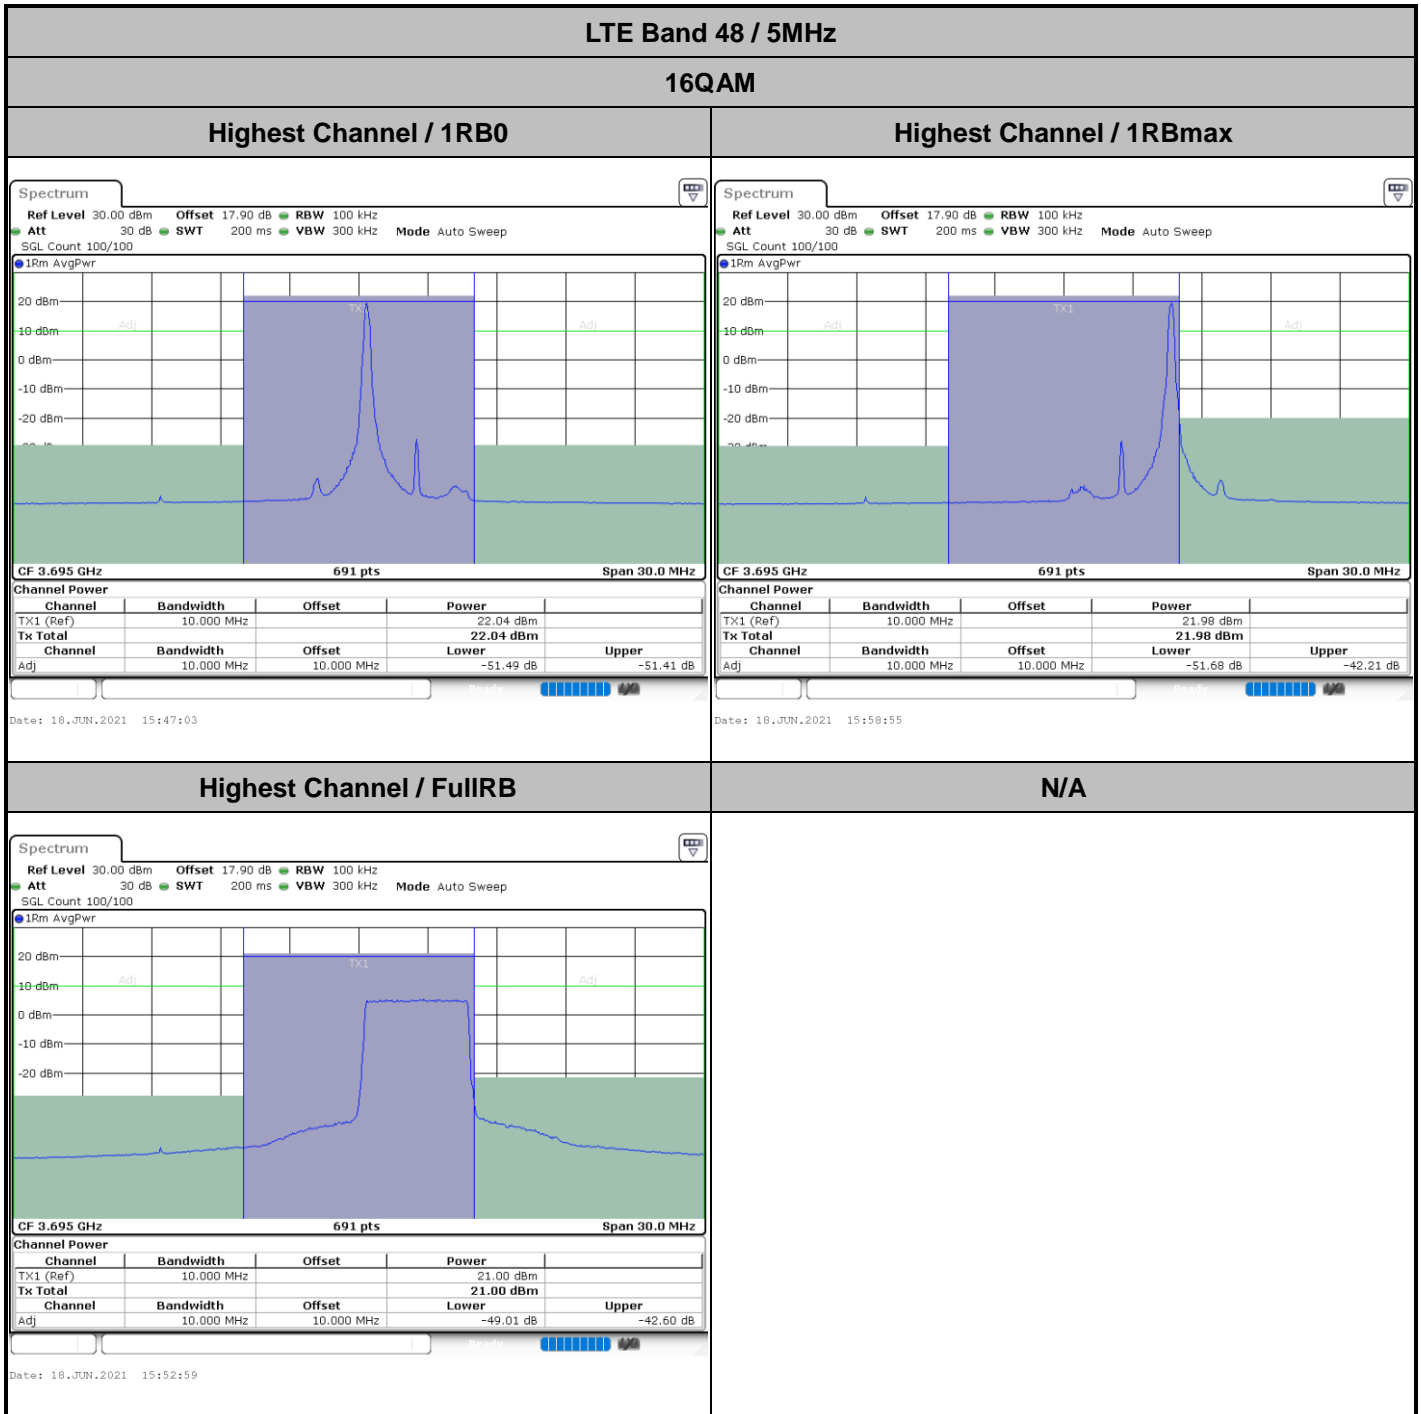 LTE Band 48 / 5MHz
16QAM
Highest Channel / 1RB0
Highest Channel / 1RBmax
Spectrum
Ref Level 30.00 dBm Offset 17.90 dB RBW 100 kHz
Att 30 dB SWT 200 ms VBW 300 kHz Mode Auto Sweep
SGL Count 100/100
1Rm AvgPwr
TX1
Adj
Adj
20 dBm
10 dBm
0 dBm
-10 dBm
-20 dBm
CF 3.695 GHz 691 pts Span 30.0 MHz
Channel Power
Channel Bandwidth Offset Power
TX1 (Ref) 10.000 MHz 22.04 dBm
Tx Total 22.04 dBm
Channel Bandwidth Offset Lower Upper
Adj 10.000 MHz 10.000 MHz -51.49 dB -51.41 dB
Ready
Date: 18.JUN.2021 15:47:03
Spectrum
Ref Level 30.00 dBm Offset 17.90 dB RBW 100 kHz
Att 30 dB SWT 200 ms VBW 300 kHz Mode Auto Sweep
SGL Count 100/100
1Rm AvgPwr
TX1
Adj
Adj
20 dBm
10 dBm
0 dBm
-10 dBm
-20 dBm
CF 3.695 GHz 691 pts Span 30.0 MHz
Channel Power
Channel Bandwidth Offset Power
TX1 (Ref) 10.000 MHz 21.98 dBm
Tx Total 21.98 dBm
Channel Bandwidth Offset Lower Upper
Adj 10.000 MHz 10.000 MHz -51.68 dB -42.21 dB
Ready
Date: 18.JUN.2021 15:58:55
Highest Channel / FullRB
N/A
Spectrum
Ref Level 30.00 dBm Offset 17.90 dB RBW 100 kHz
Att 30 dB SWT 200 ms VBW 300 kHz Mode Auto Sweep
SGL Count 100/100
1Rm AvgPwr
TX1
Adj
Adj
20 dBm
10 dBm
0 dBm
-10 dBm
-20 dBm
CF 3.695 GHz 691 pts Span 30.0 MHz
Channel Power
Channel Bandwidth Offset Power
TX1 (Ref) 10.000 MHz 21.00 dBm
Tx Total 21.00 dBm
Channel Bandwidth Offset Lower Upper
Adj 10.000 MHz 10.000 MHz -49.01 dB -42.60 dB
Ready
Date: 18.JUN.2021 15:52:59